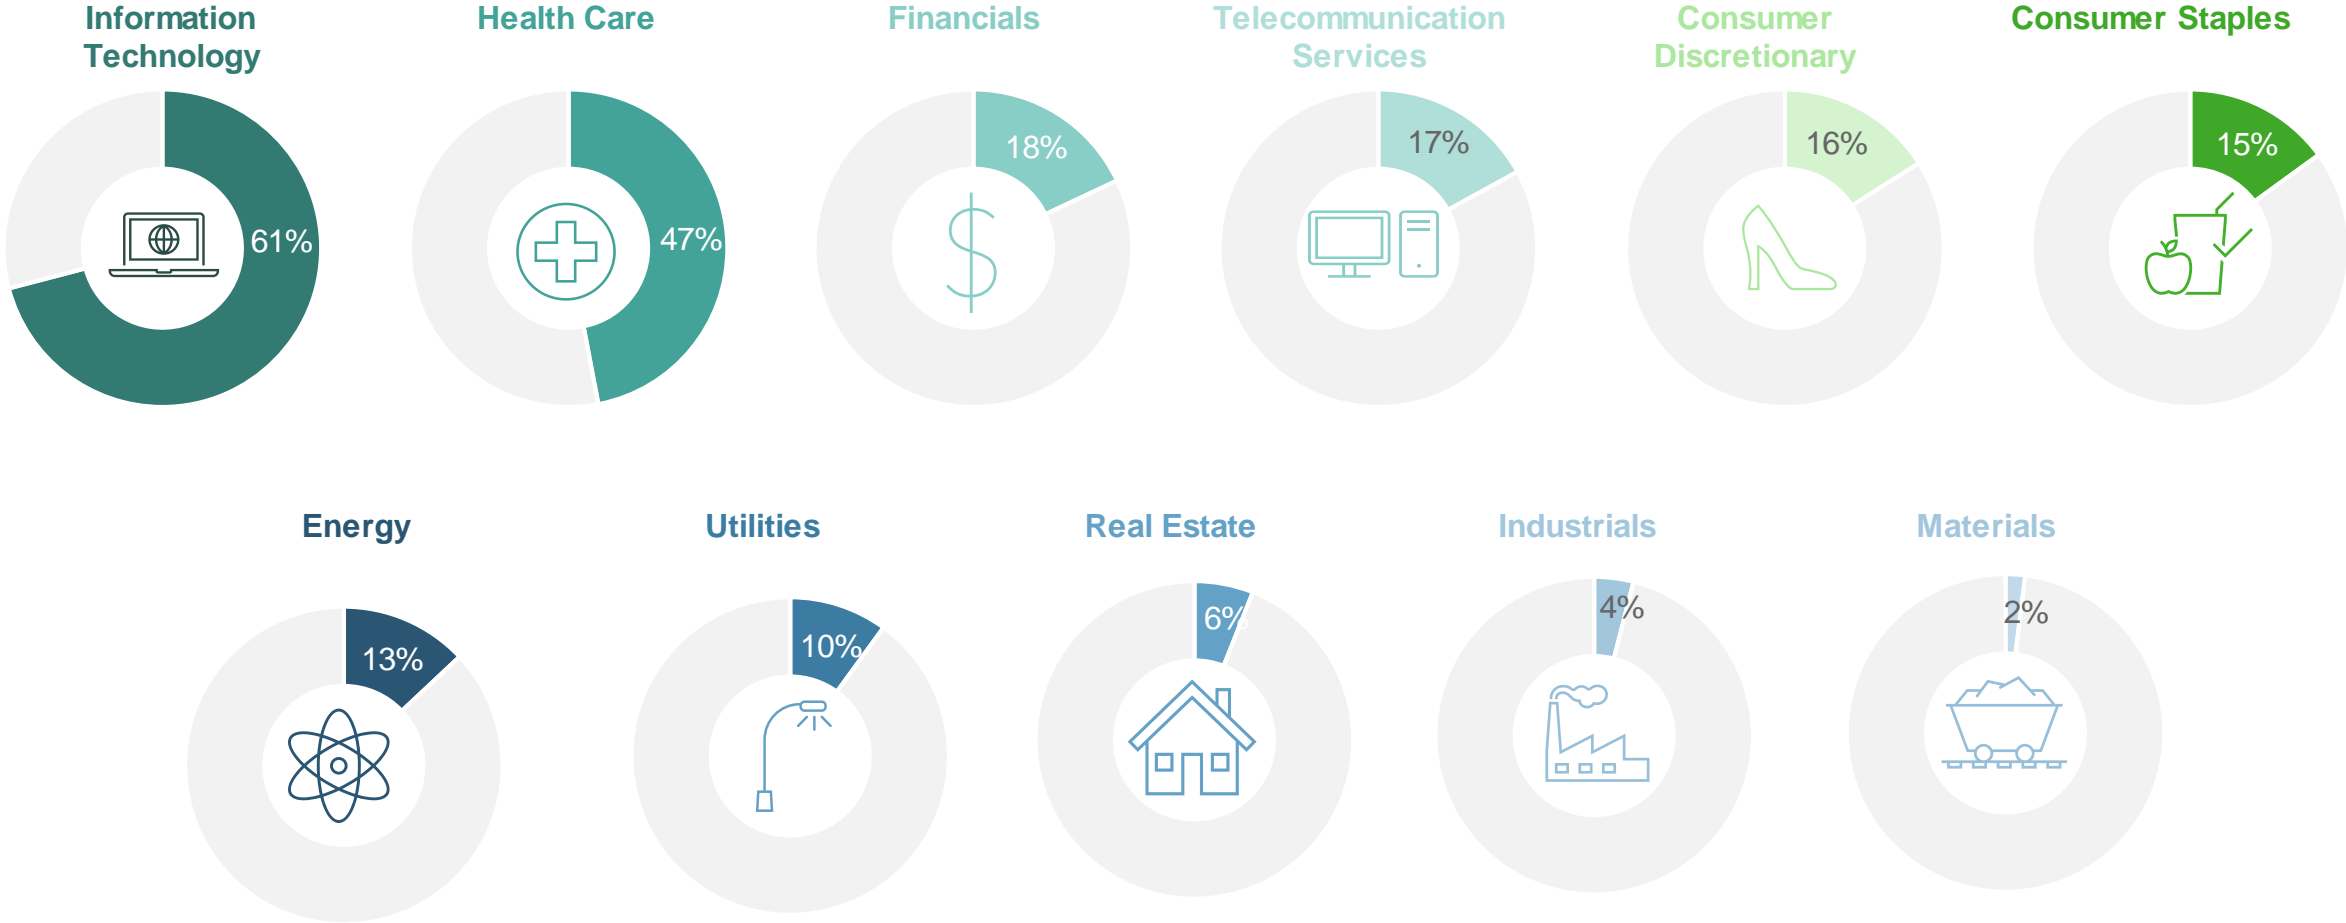 Information
Technology
Health Care
Financials
Telecommunication
Services
Consumer
Discretionary
Consumer Staples
61%
47%
18%
17%
16%
15%
Energy
Utilities
Real Estate
Industrials
Materials
13%
10%
6%
4%
2%